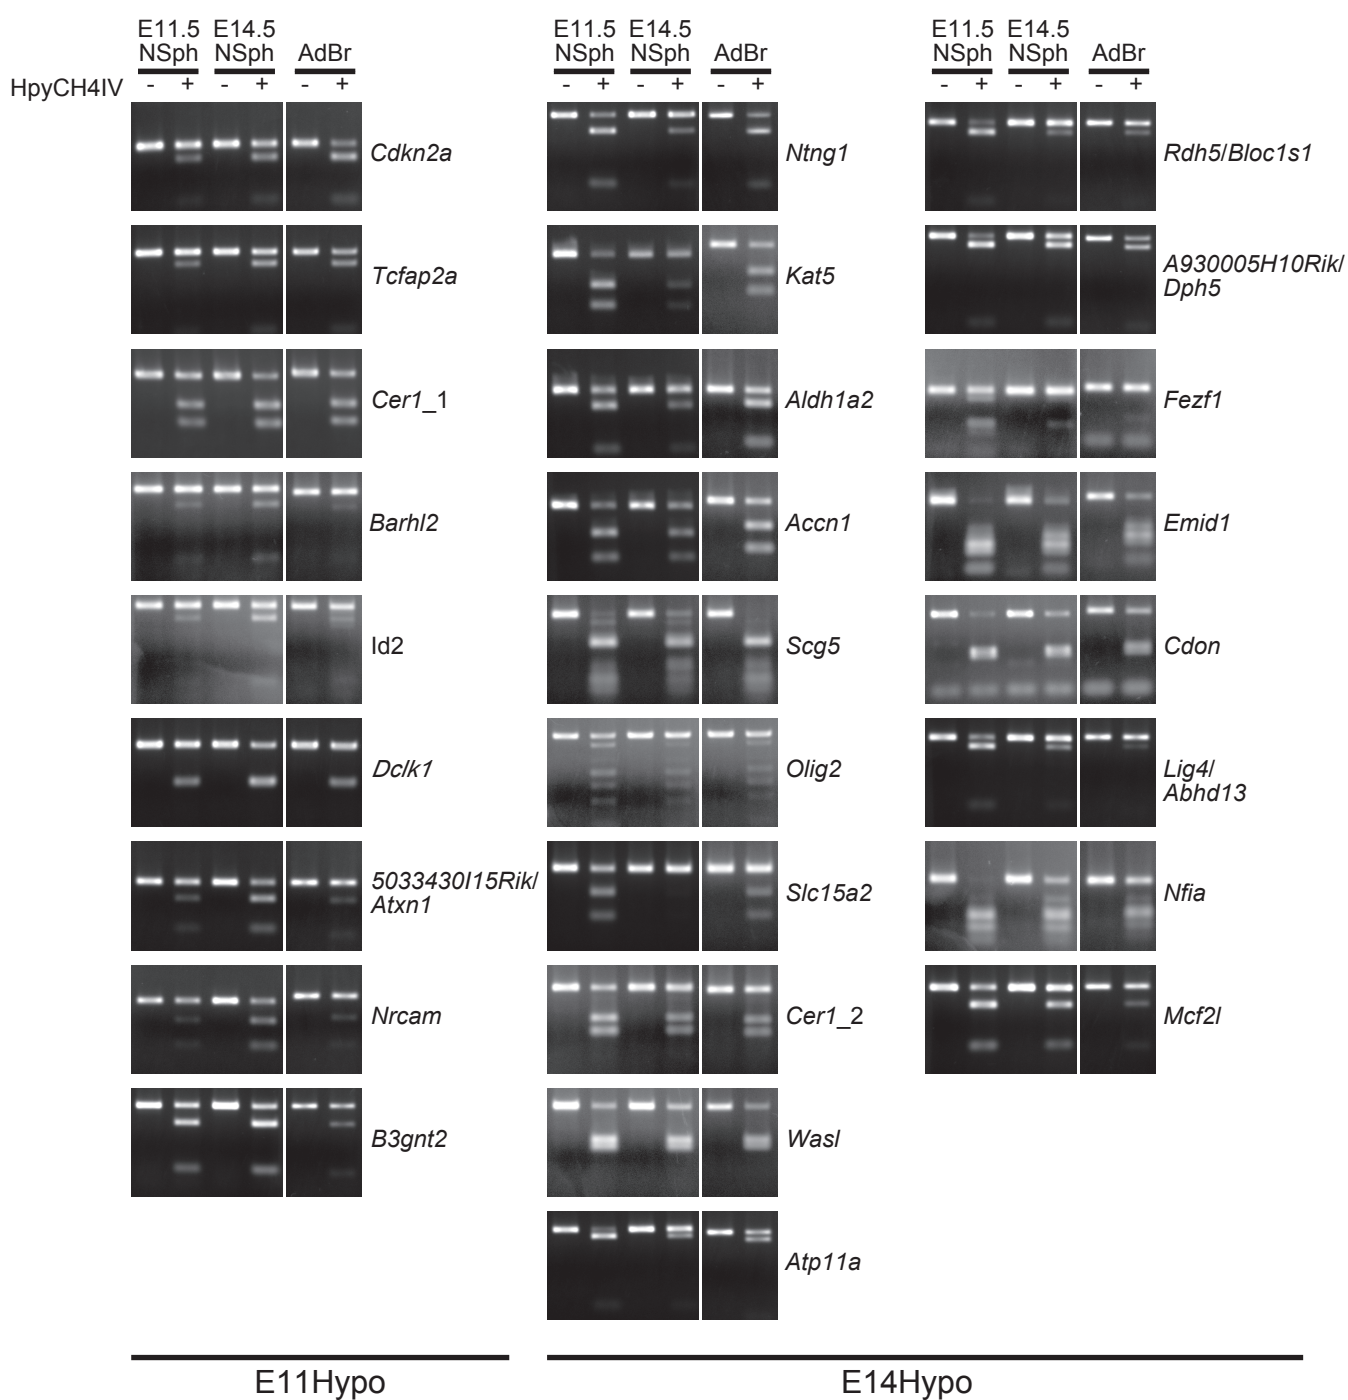 E11.5 E14.5
NSph NSph AdBr
E11.5 E14.5
NSph NSph AdBr
E11.5 E14.5
NSph NSph AdBr
HpyCH4IV - + - + - +
- + - + - +
- + - + - +
Cdkn2a
Tcfap2a
Cer1_1
Barhl2
Id2
Dclk1
5033430I15Rik/
Atxn1
Nrcam
B3gnt2
Ntng1
Kat5
Aldh1a2
Accn1
Scg5
Olig2
Slc15a2
Cer1_2
Wasl
Atp11a
Rdh5/Bloc1s1
A930005H10Rik/
Dph5
Fezf1
Emid1
Cdon
Lig4/
Abhd13
Nfia
Mcf2l
E11Hypo
E14Hypo